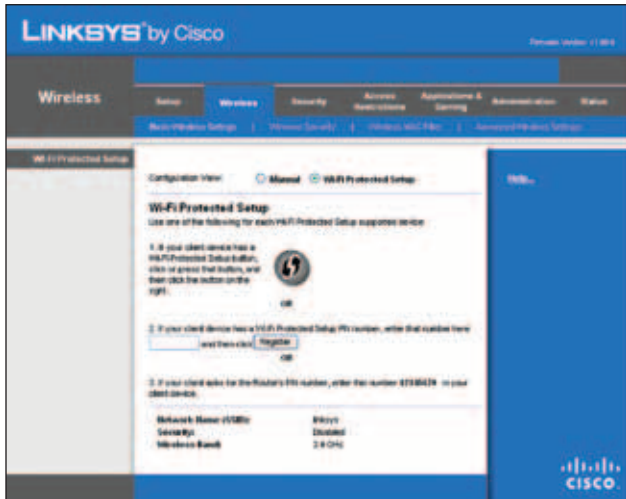 LINKSYS by Cisco
Firmware Version:
Wireless
Setup
Wireless
Security
Access Restrictions
Applications & Gaming
Administration
Status
Basic Wireless Settings | Wireless Security | Wireless MAC Filter | Advanced Wireless Settings
Wi-Fi Protected Setup
Configuration View: Manual Wi-Fi Protected Setup
Help...
Wi-Fi Protected Setup
Use one of the following for each Wi-Fi Protected Setup supported device
1. If your client device has a
Wi-Fi Protected Setup button,
click or press that button, and
then click the button on the
right.
OR
2. If your client device has a Wi-Fi Protected Setup PIN number, enter that number here
and then click Register
OR
3. If your client asks for the Router's PIN number, enter this number in your
client device.
Network Name (SSID): linksys
Security: Disabled
Wireless Band: 2.4 GHz
CISCO